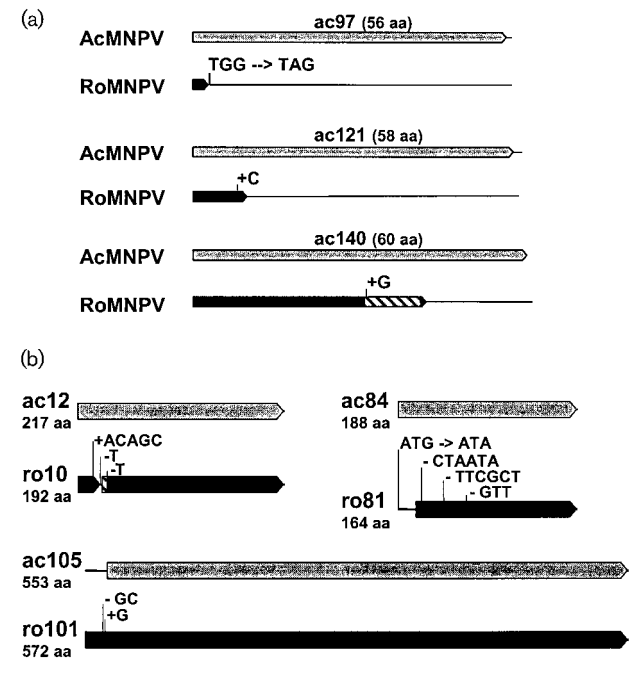 (a)
ac97 (56 aa)
AcMNPV
TGG --> TAG
RoMNPV
ac121 (58 aa)
AcMNPV
+C
RoMNPV
ac140 (60 aa)
AcMNPV
+G
RoMNPV
(b)
ac12
217 aa
+ACAGC
-T
-T
ro10
192 aa
ac84
188 aa
ATG -> ATA
- CTAATA
- TTCGCT
- GTT
ro81
164 aa
ac105
553 aa
- GC
+G
ro101
572 aa